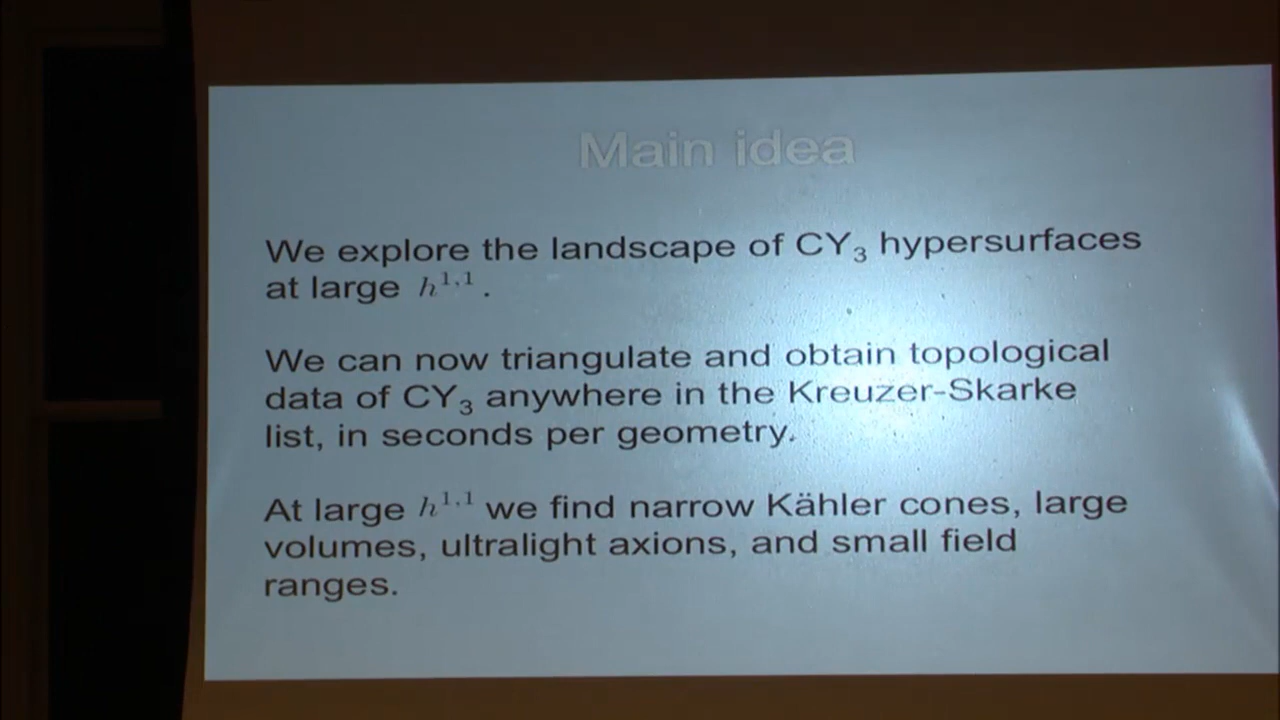 Main idea
We explore the landscape of CY₃ hypersurfaces
at large h¹,¹.
We can now triangulate and obtain topological
data of CY₃ anywhere in the Kreuzer-Skarke
list, in seconds per geometry.
At large h¹,¹ we find narrow Kähler cones, large
volumes, ultralight axions, and small field
ranges.